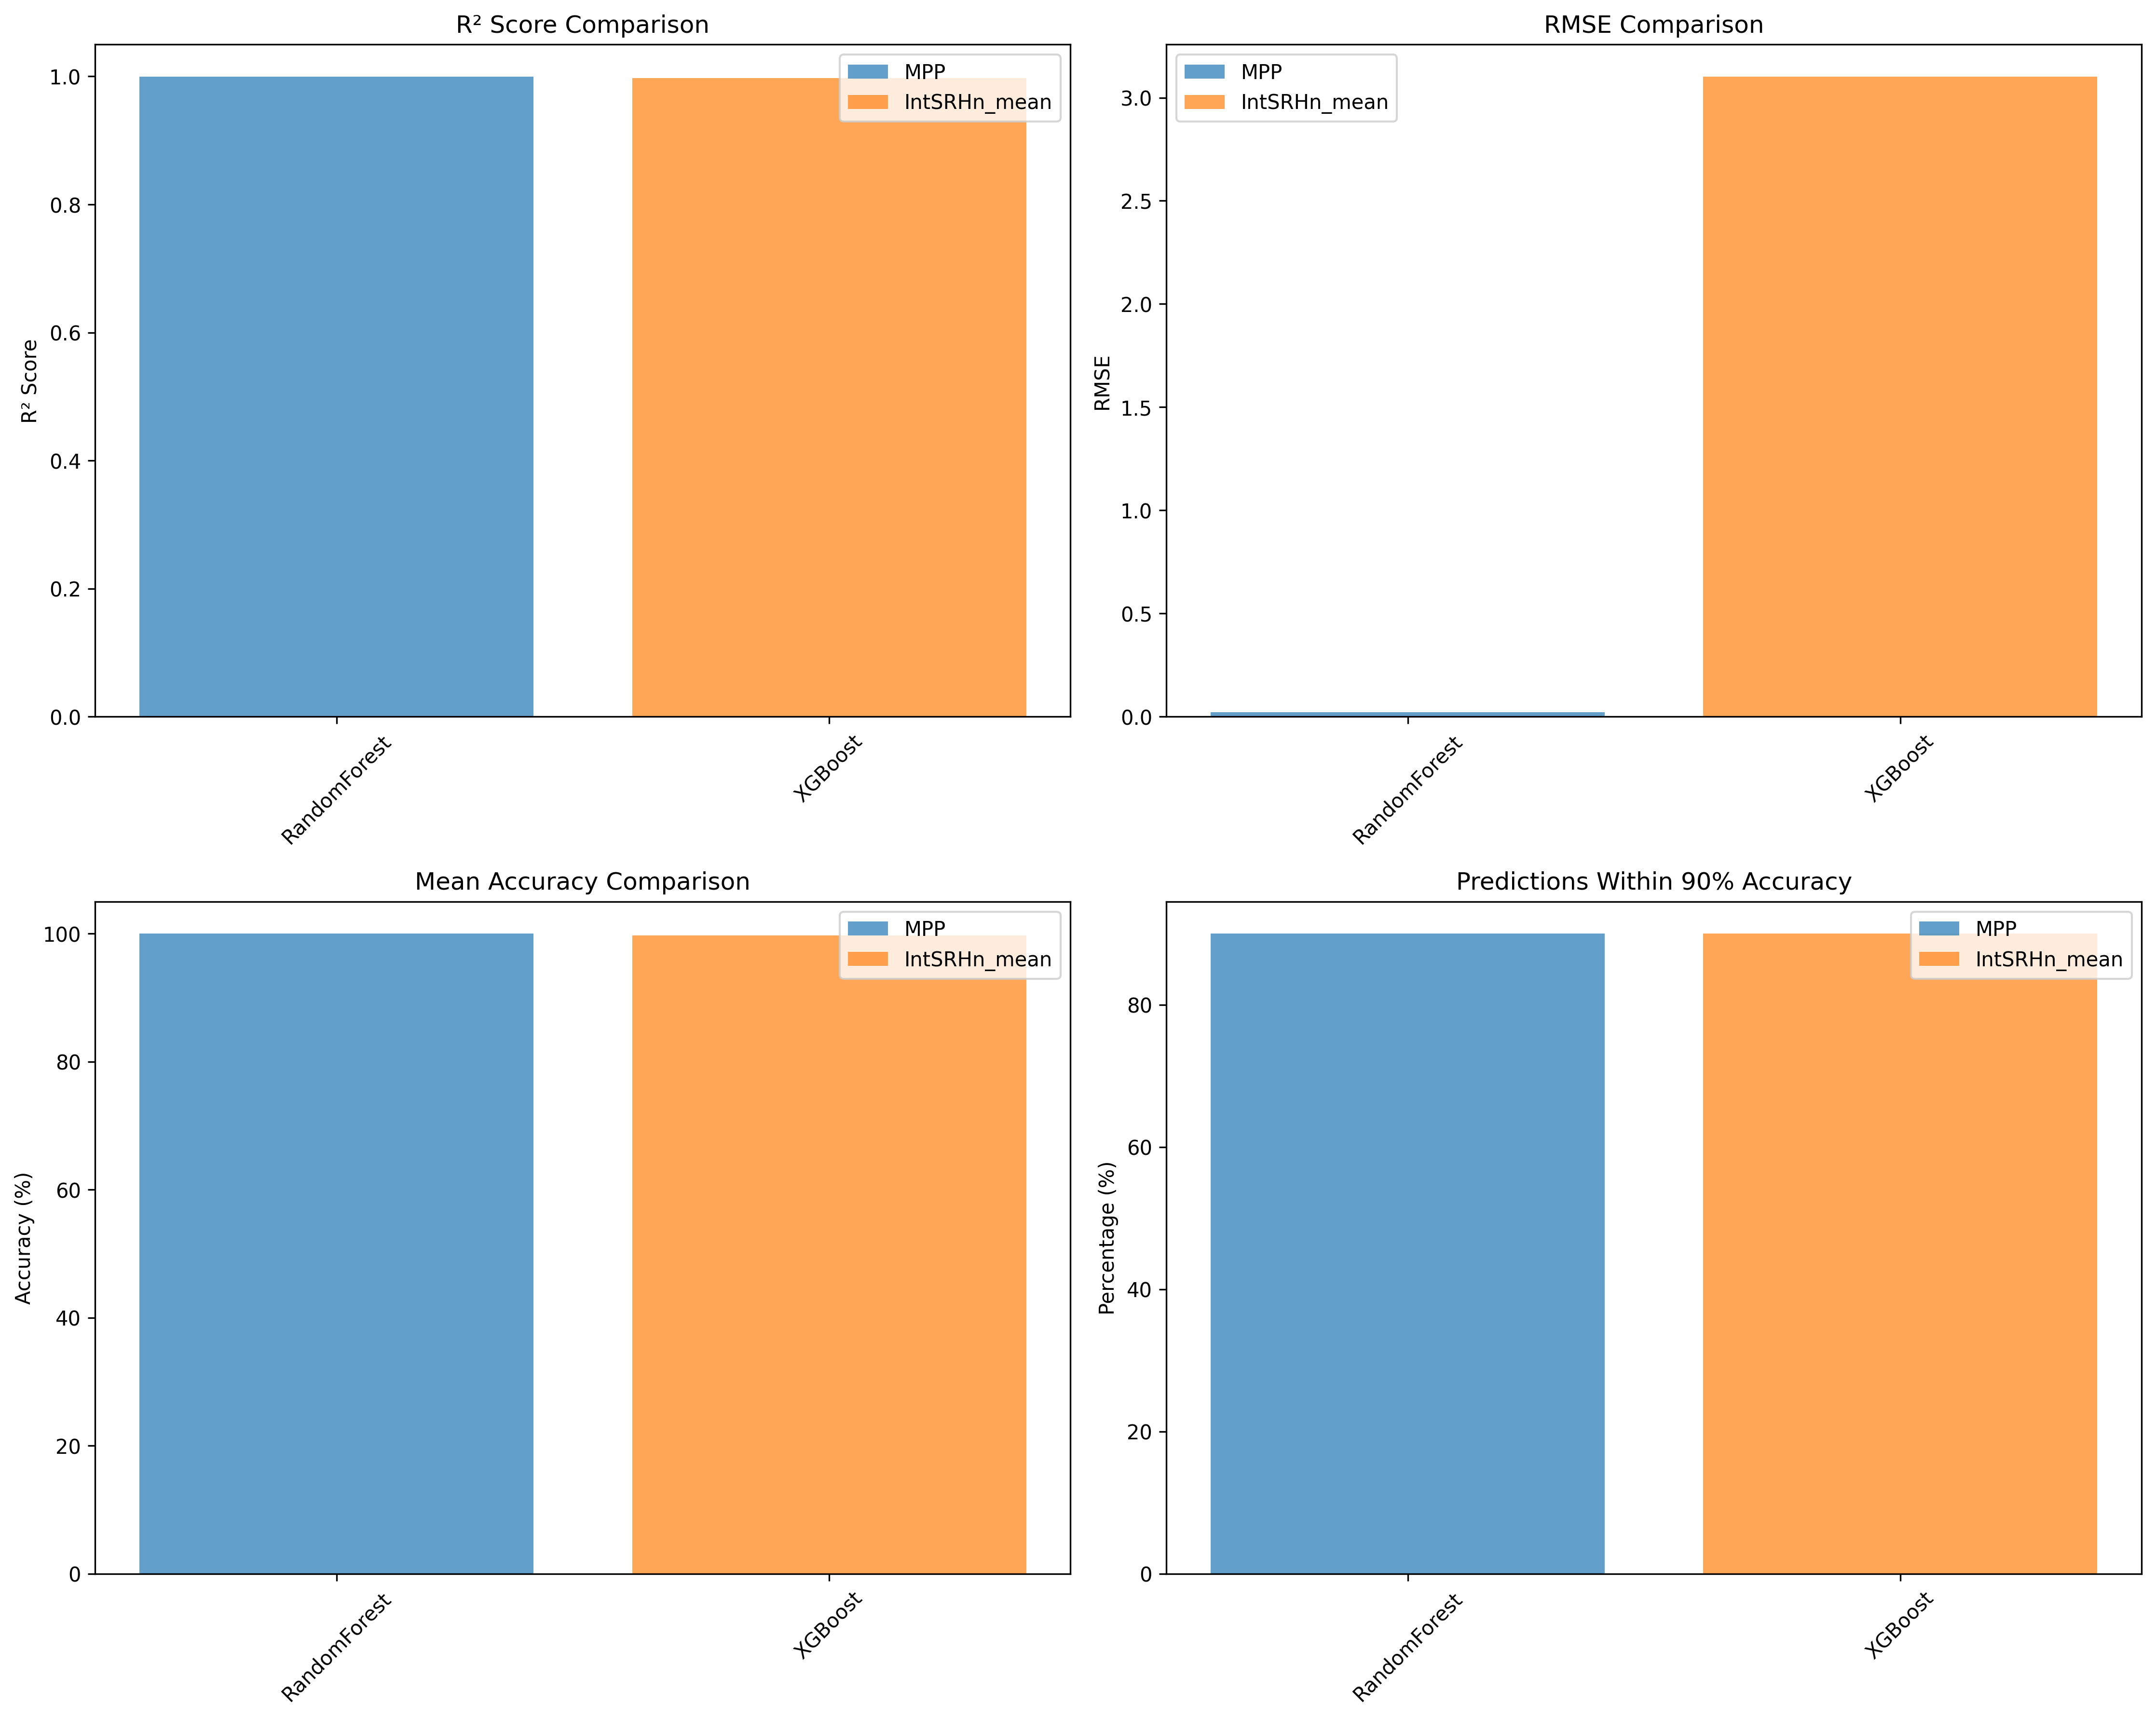 R² Score Comparison
MPP
IntSRHn_mean
R² Score
1.0
0.8
0.6
0.4
0.2
0.0
RandomForest
XGBoost
RMSE Comparison
MPP
IntSRHn_mean
RMSE
3.0
2.5
2.0
1.5
1.0
0.5
0.0
RandomForest
XGBoost
Mean Accuracy Comparison
MPP
IntSRHn_mean
Accuracy (%)
100
80
60
40
20
0
RandomForest
XGBoost
Predictions Within 90% Accuracy
MPP
IntSRHn_mean
Percentage (%)
80
60
40
20
0
RandomForest
XGBoost